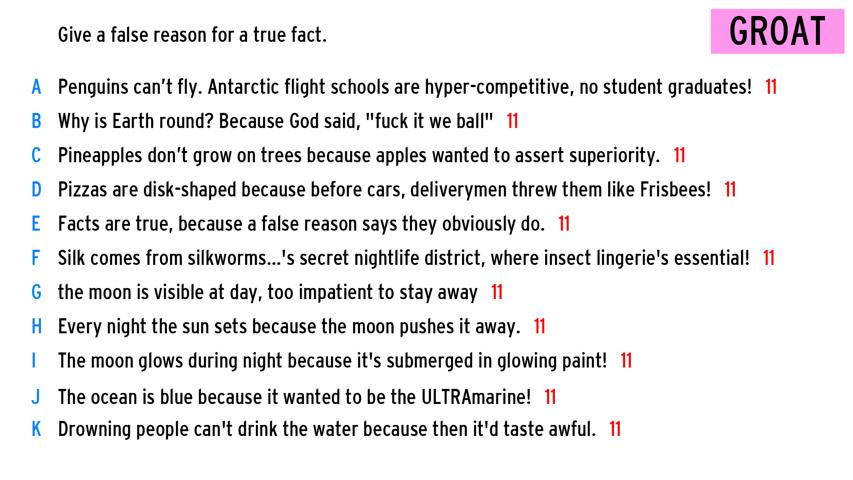 Give a false reason for a true fact.
GROAT
A Penguins can't fly. Antarctic flight schools are hyper-competitive, no student graduates! 11
B Why is Earth round? Because God said, "fuck it we ball" 11
C Pineapples don't grow on trees because apples wanted to assert superiority. 11
D Pizzas are disk-shaped because before cars, deliverymen threw them like Frisbees! 11
E Facts are true, because a false reason says they obviously do. 11
F Silk comes from silkworms...'s secret nightlife district, where insect lingerie's essential! 11
G the moon is visible at day, too impatient to stay away 11
H Every night the sun sets because the moon pushes it away. 11
I The moon glows during night because it's submerged in glowing paint! 11
J The ocean is blue because it wanted to be the ULTRAmarine! 11
K Drowning people can't drink the water because then it'd taste awful. 11